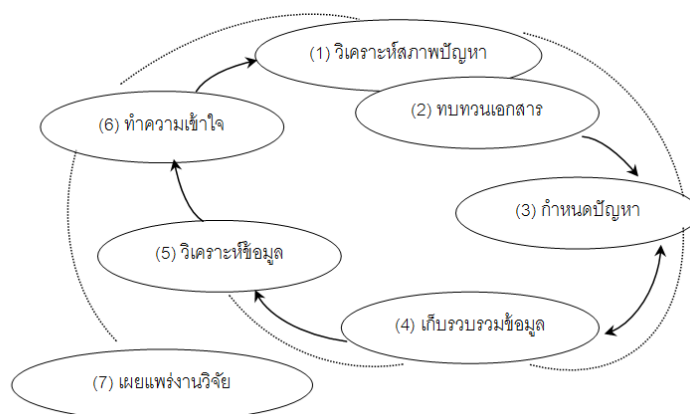 (1) วิเคราะห์สภาพปัญหา
(2) ทบทวนเอกสาร
(3) กำหนดปัญหา
(4) เก็บรวบรวมข้อมูล
(5) วิเคราะห์ข้อมูล
(6) ทำความเข้าใจ
(7) เผยแพร่งานวิจัย